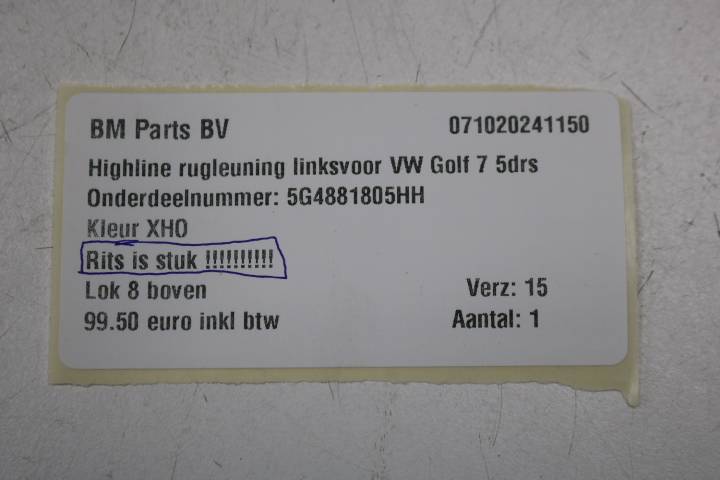 BM Parts BV 071020241150
Highline rugleuning linksvoor VW Golf 7 5drs
Onderdeelnummer: 5G4881805HH
Kleur XHO
Rits is stuk !!!!!!!!!!
Lok 8 boven Verz: 15
99.50 euro inkl btw Aantal: 1